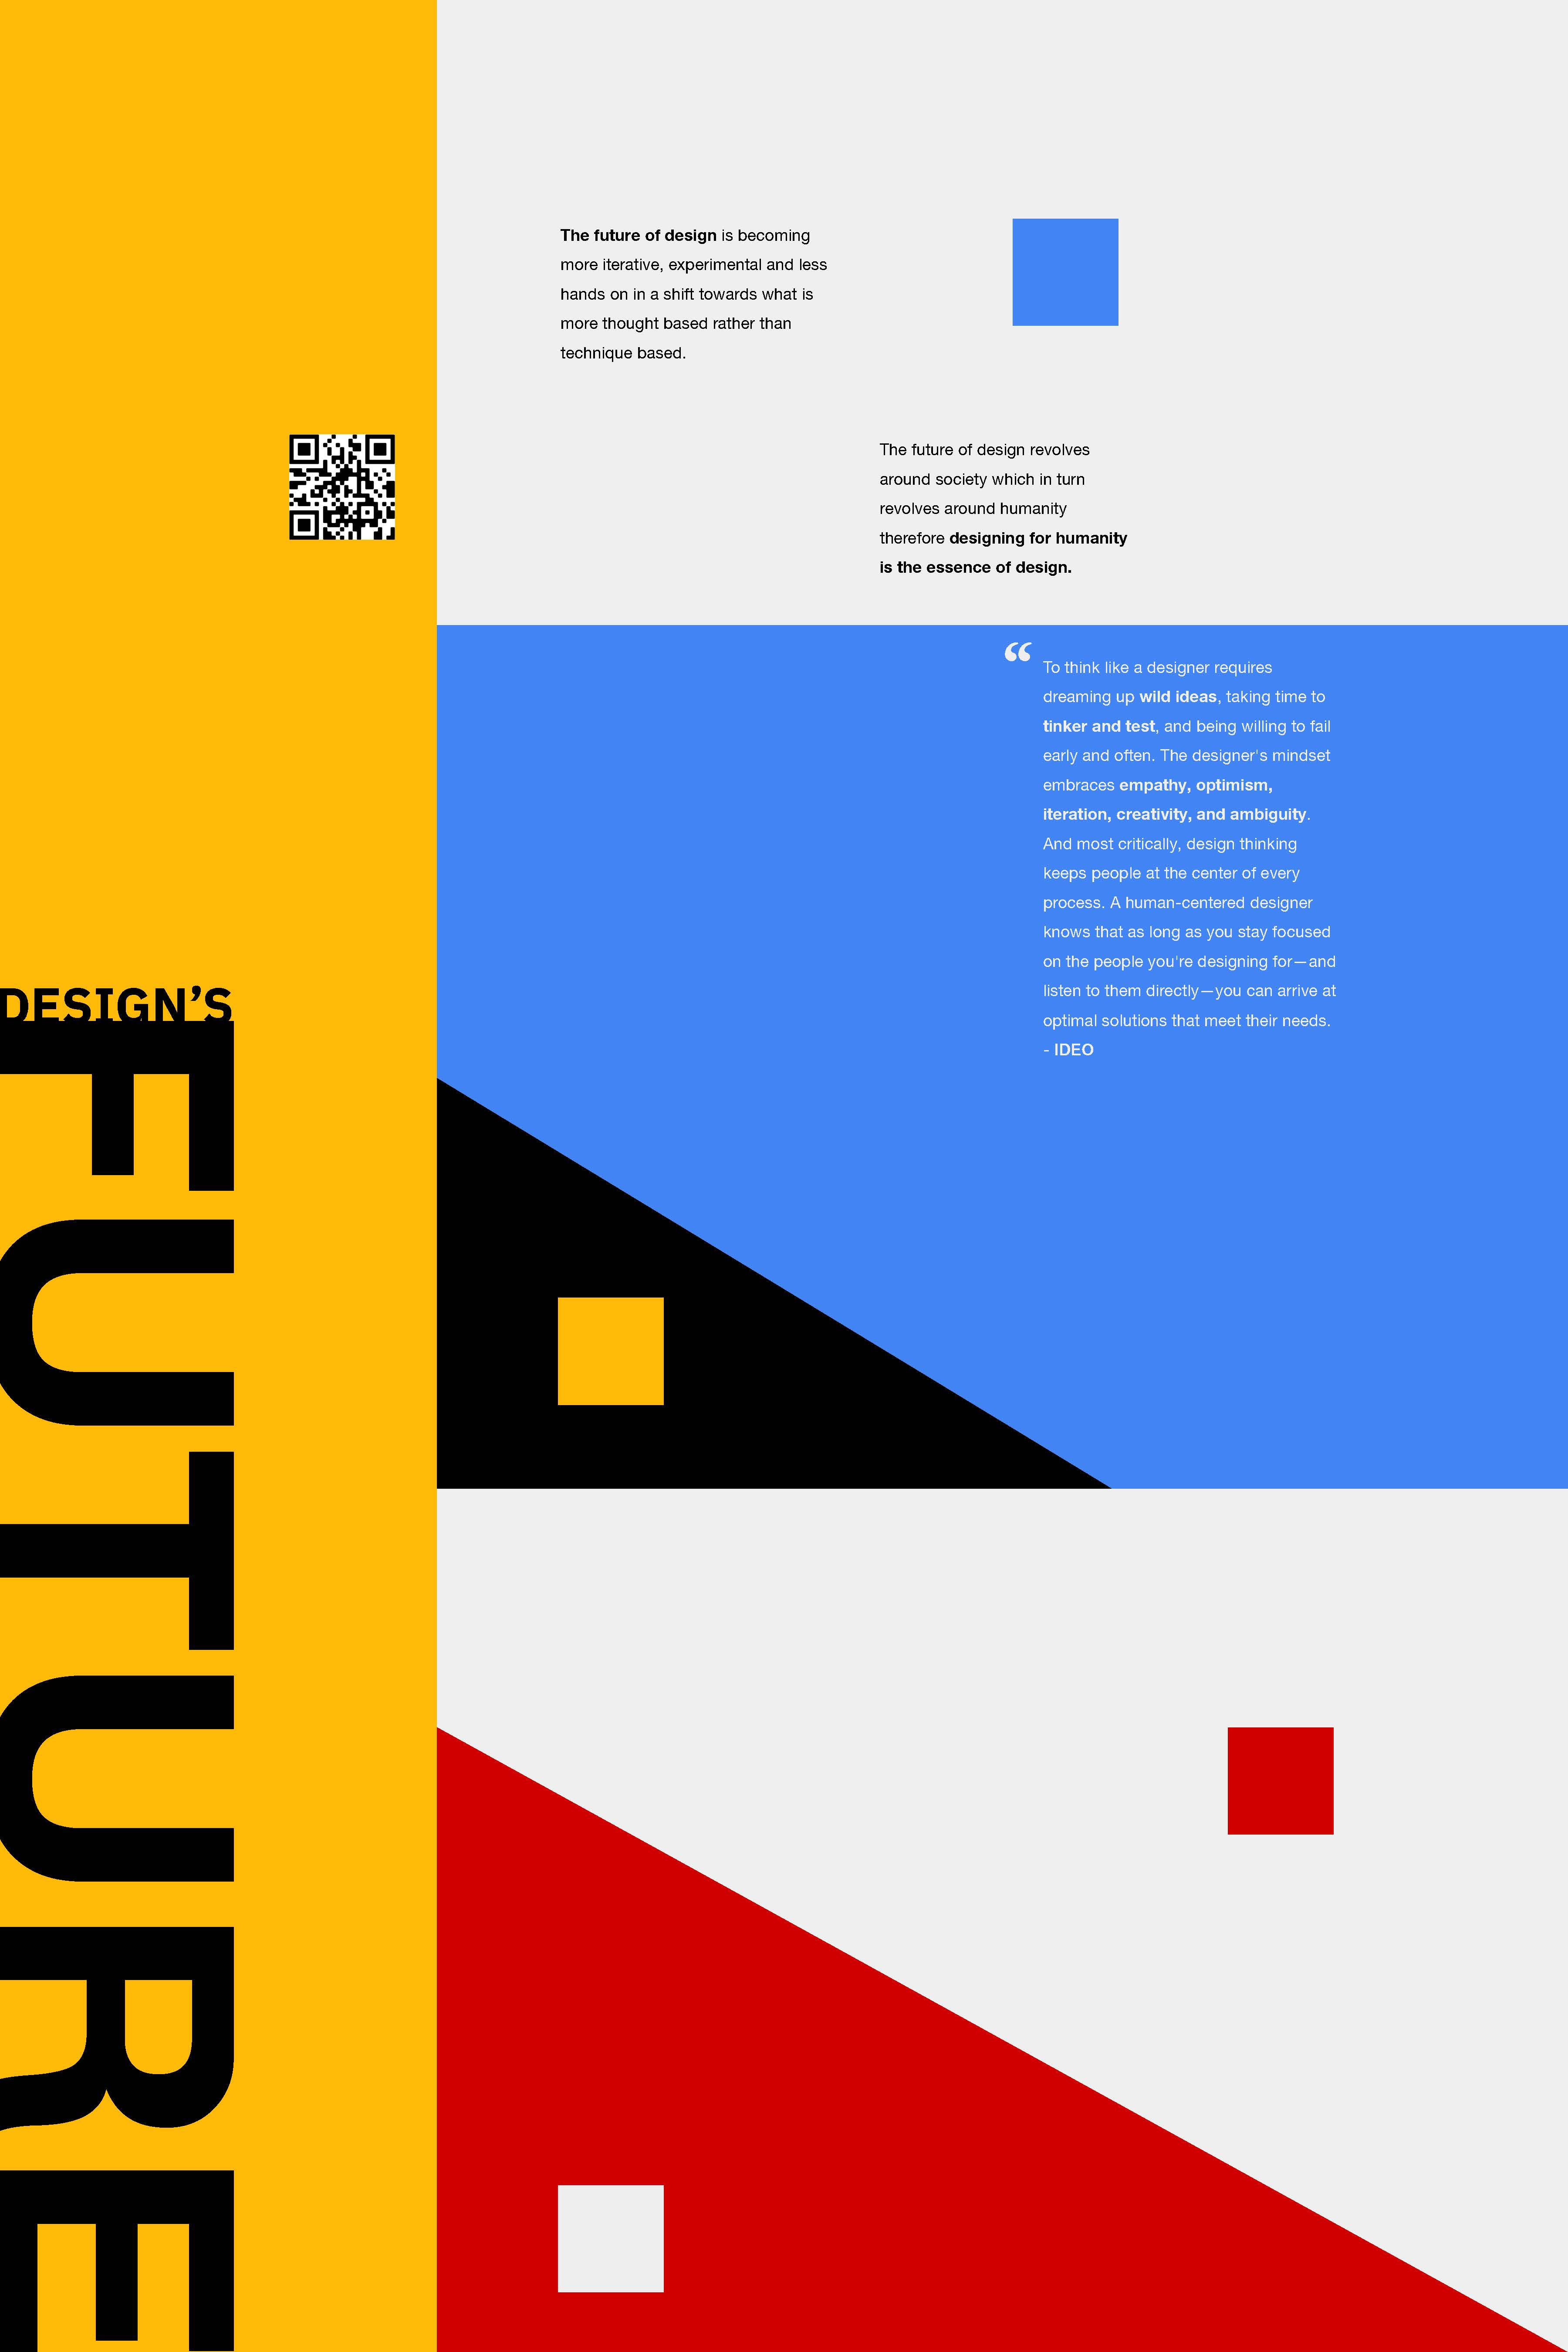 The future of design is becoming
more iterative, experimental and less
hands on in a shift towards what is
more thought based rather than
technique based.
The future of design revolves
around society which in turn
revolves around humanity
therefore designing for humanity
is the essence of design.
“ To think like a designer requires
dreaming up wild ideas, taking time to
tinker and test, and being willing to fail
early and often. The designer's mindset
embraces empathy, optimism,
iteration, creativity, and ambiguity.
And most critically, design thinking
keeps people at the center of every
process. A human-centered designer
knows that as long as you stay focused
on the people you're designing for—and
listen to them directly—you can arrive at
optimal solutions that meet their needs.
- IDEO
DESIGN’S
FUTURE